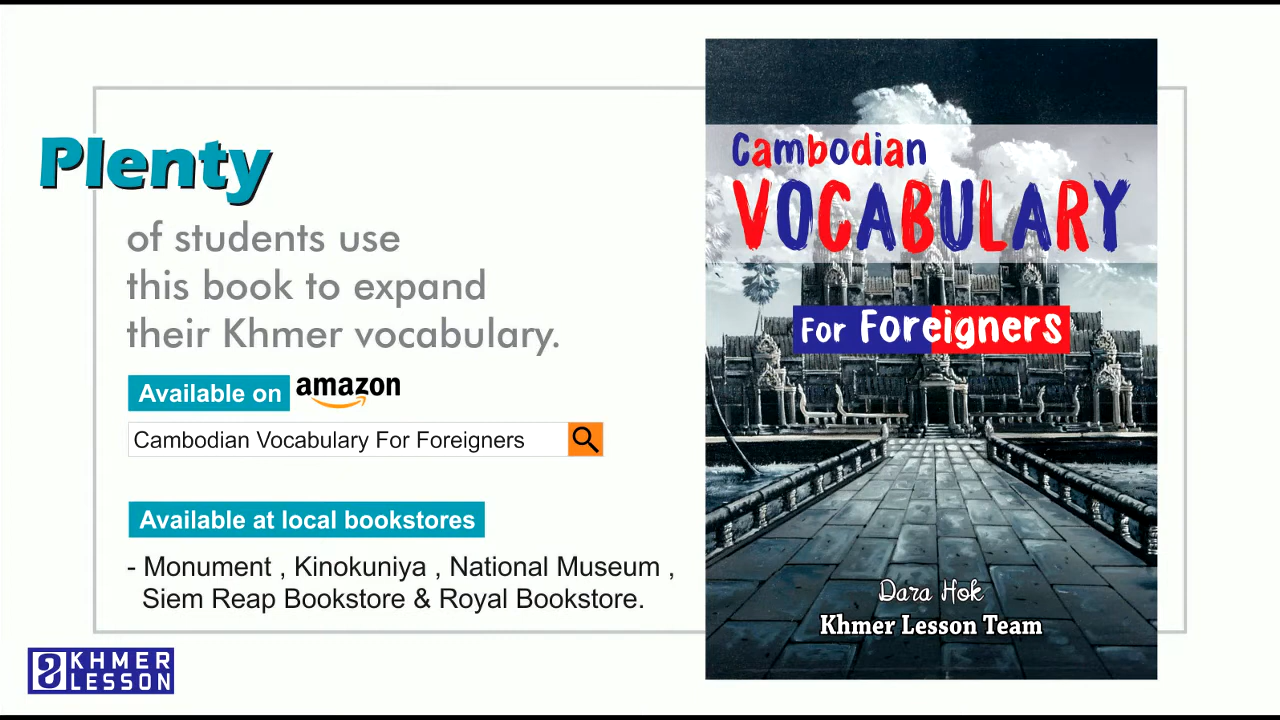 Plenty
of students use
this book to expand
their Khmer vocabulary.
Available on amazon
Cambodian Vocabulary For Foreigners
Available at local bookstores
- Monument , Kinokuniya , National Museum ,
Siem Reap Bookstore & Royal Bookstore.
KHMER
LESSON
Cambodian
VOCABULARY
For Foreigners
Dara Hok
Khmer Lesson Team